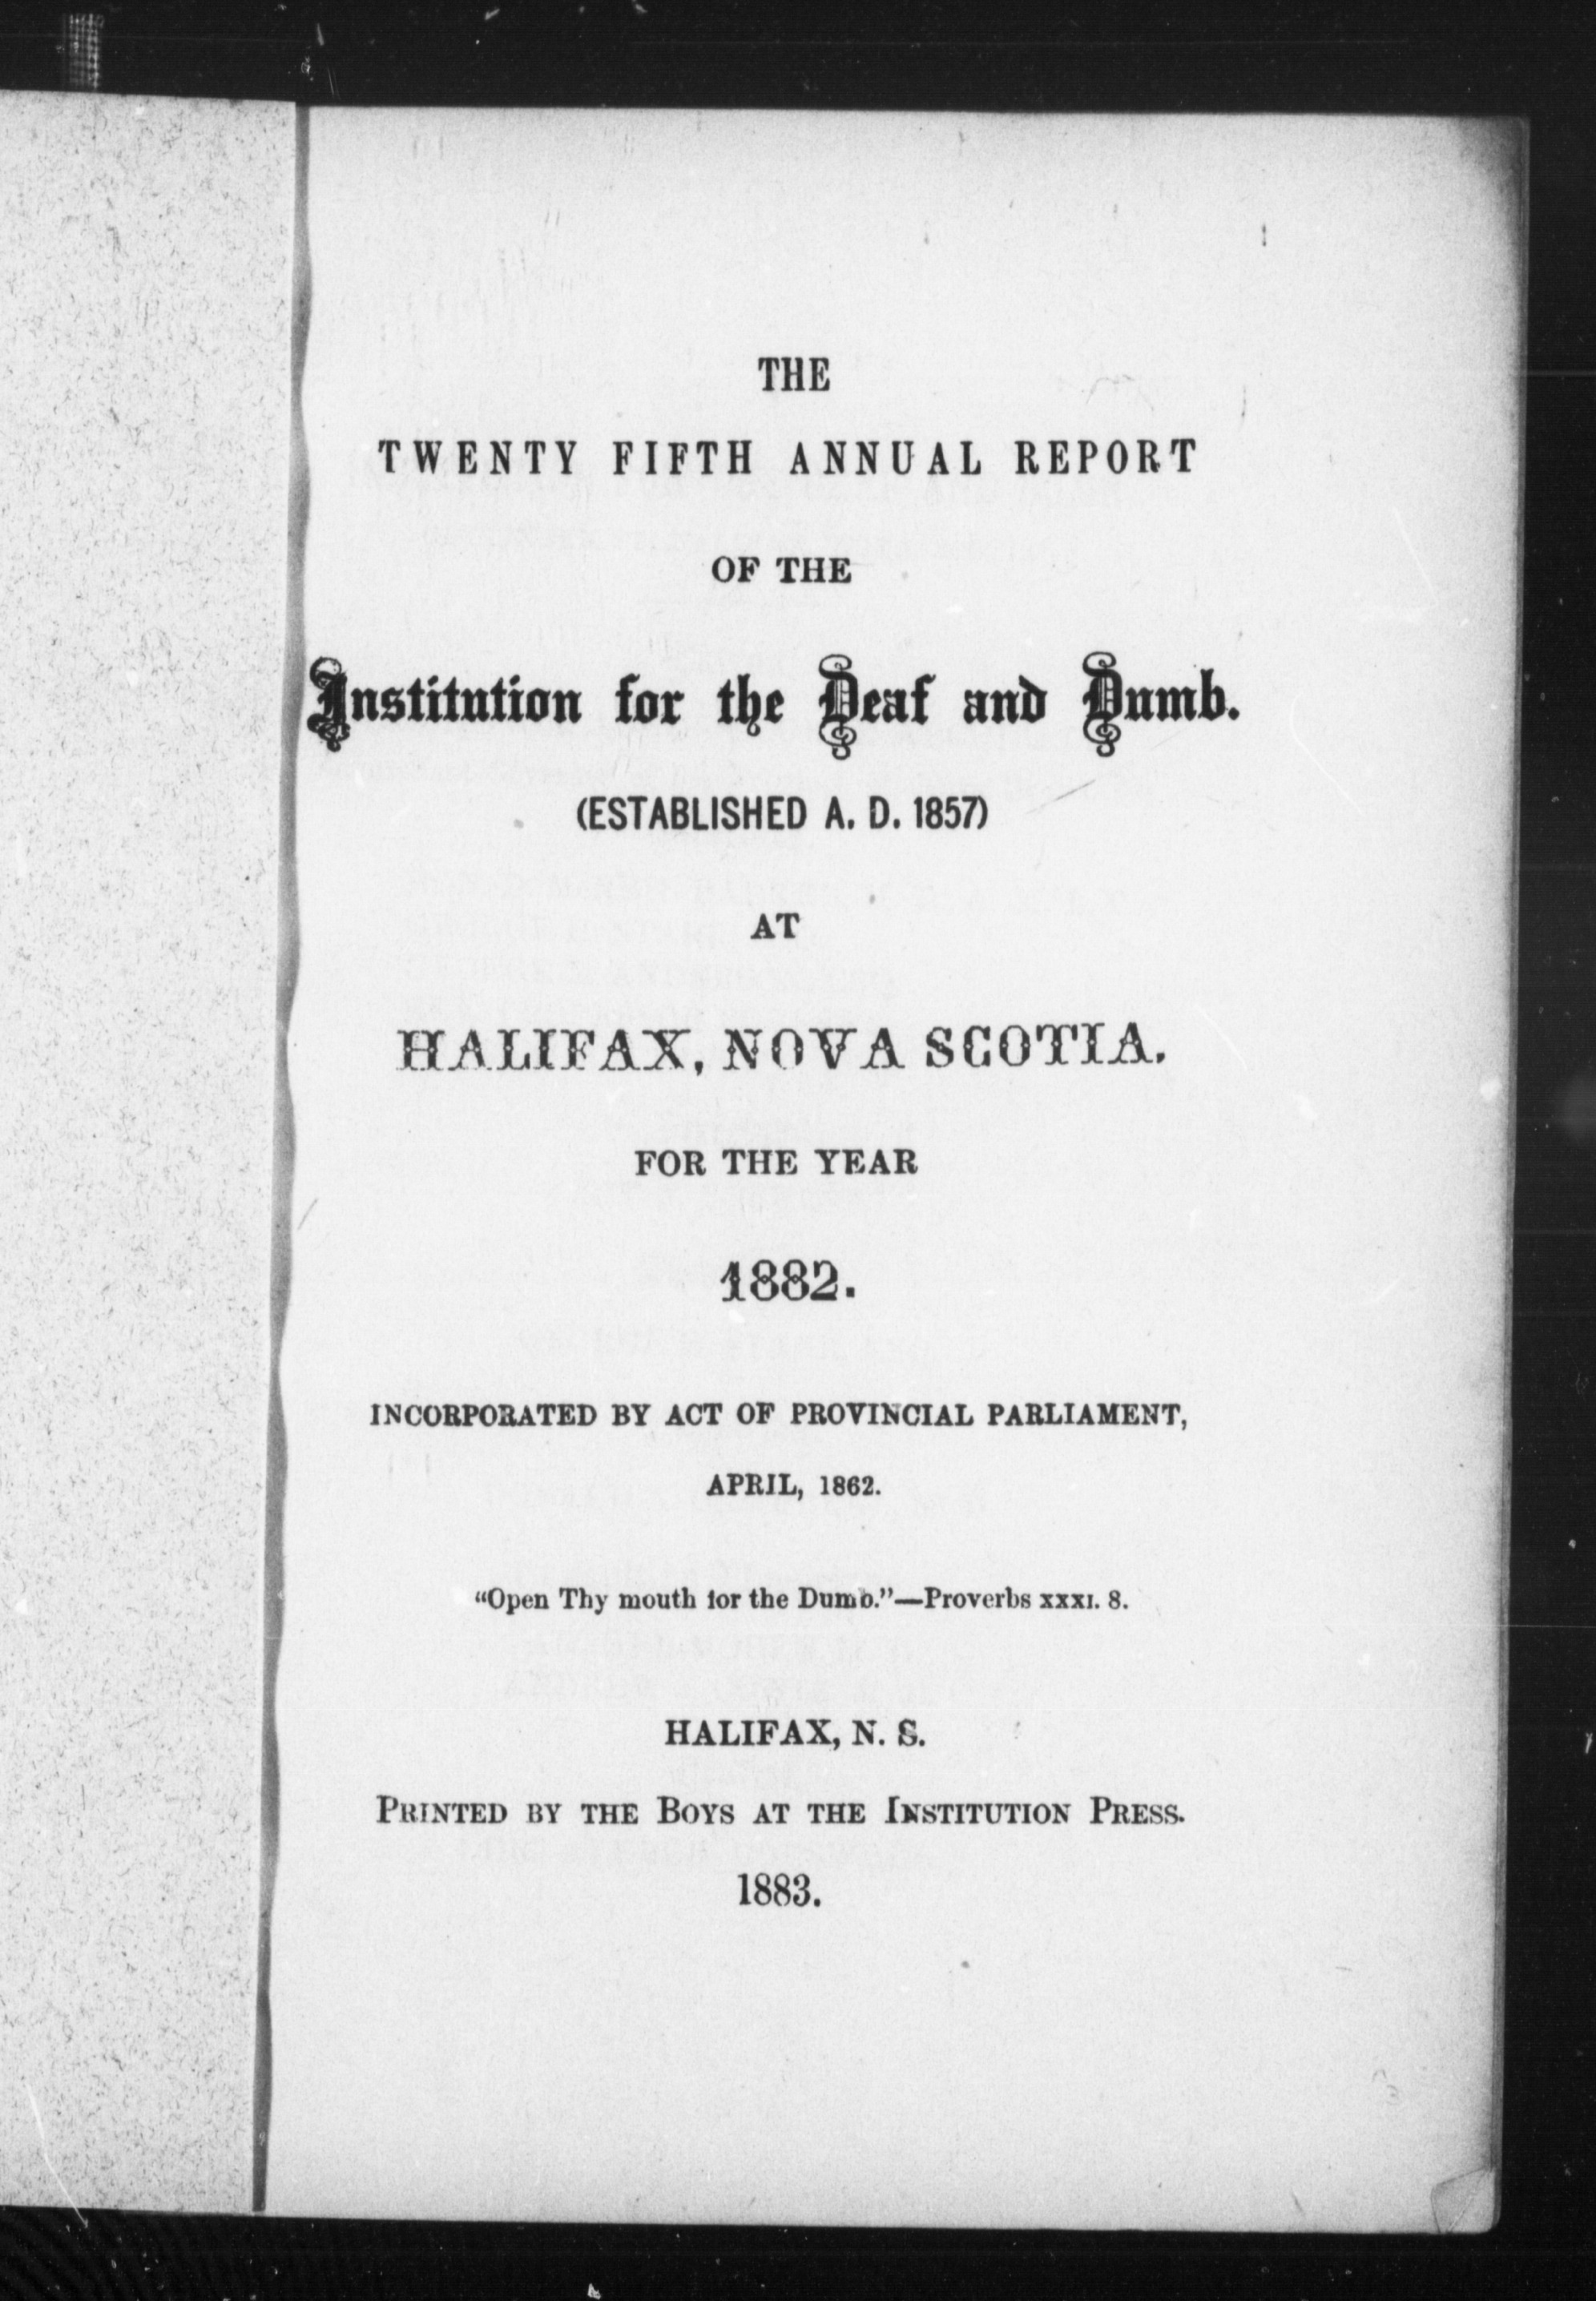 THE
TWENTY FIFTH ANNUAL REPORT
OF THE
Institution for the Deaf and Dumb.
(ESTABLISHED A. D. 1857)
AT
HALIFAX, NOVA SCOTIA.
FOR THE YEAR
1882.
INCORPORATED BY ACT OF PROVINCIAL PARLIAMENT,
APRIL, 1862.
“Open Thy mouth for the Dumb.”—Proverbs XXXI. 8.
HALIFAX, N. S.
PRINTED BY THE BOYS AT THE INSTITUTION PRESS.
1883.